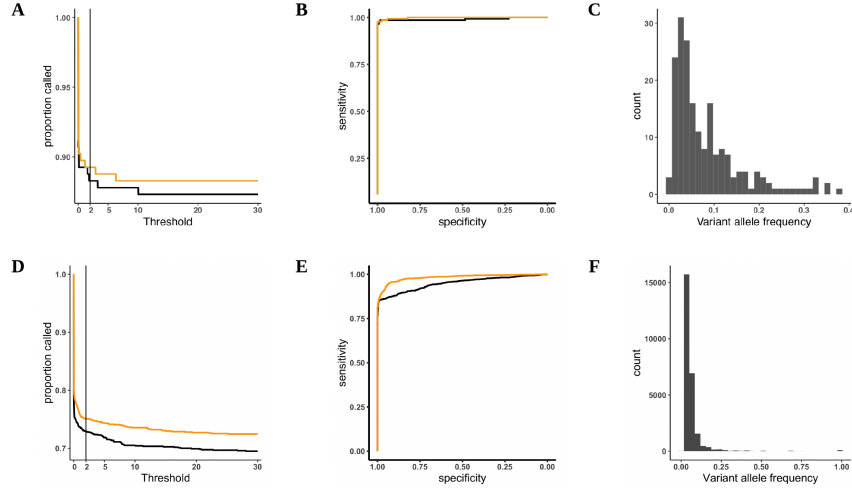 A
1.00
0.95
0.90
proportion called
0 2 5 10 20 30
Threshold
B
1.00
0.75
0.50
0.25
sensitivity
1.00 0.75 0.50 0.25 0.00
specificity
C
30
20
10
0
count
0.0 0.1 0.2 0.3 0.4
Variant allele frequency
D
1.0
0.9
0.8
0.7
proportion called
0 2 5 10 20 30
Threshold
E
1.00
0.75
0.50
0.25
0.00
sensitivity
1.00 0.75 0.50 0.25 0.00
specificity
F
15000
10000
5000
0
count
0.00 0.25 0.50 0.75 1.00
Variant allele frequency